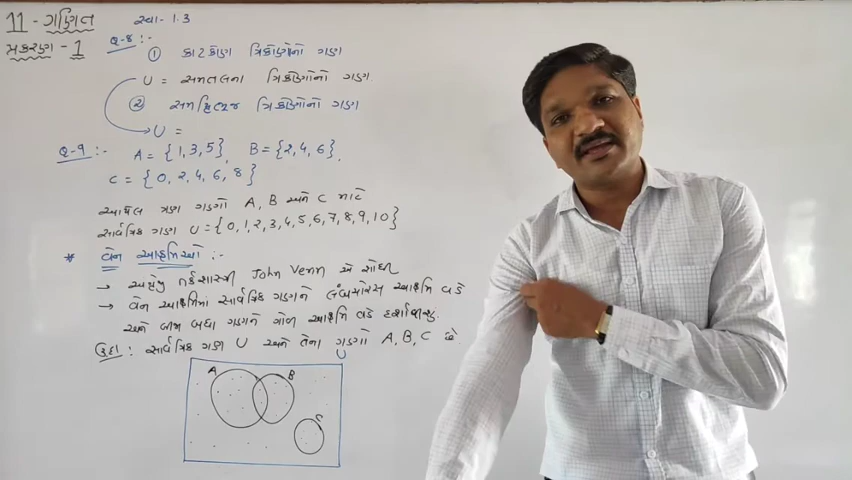 11 - ગણિત
સ્વા- 1.3
પ્રકરણ - 1
Q-8 :-
① કાટકોણ ત્રિકોણોનો ગણ
U = સમતલના ત્રિકોણોનો ગણ
② સમદ્વિભુજ ત્રિકોણોનો ગણ
U =
Q-9 :- A = {1,3,5}, B = {2,4,6}.
C = {0, 2, 4, 6, 8}
આપેલ ત્રણ ગણો A, B અને C માટે
સાર્વત્રિક ગણ U = {0,1,2,3,4,5,6,7,8,9,10}
* વેન આકૃતિઓ :-
→ અંગ્રેજ તર્કશાસ્ત્રી John Venn એ શોધી
→ વેન આકૃતિમાં સાર્વત્રિક ગણને લંબચોરસ આકૃતિ વડે
અને બીજા બધા ગણને ગોળ આકૃતિ વડે દર્શાવાય.
દા.ત. સાર્વત્રિક ગણ U અને તેના ગણો A, B, C છે
U
A B
C